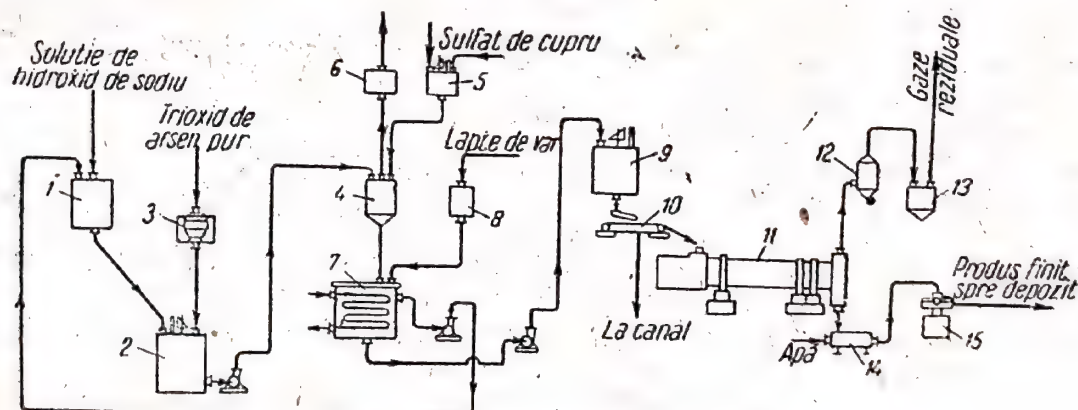 Solutie de
hidroxid de sodiu
Trioxid de
arsen pur
Sulfat de cupru
Lapte de var
Gaze
reziduale
Produs finit
spre depozit
La canal
Apă
1
2
3
4
5
6
7
8
9
10
11
12
13
14
15